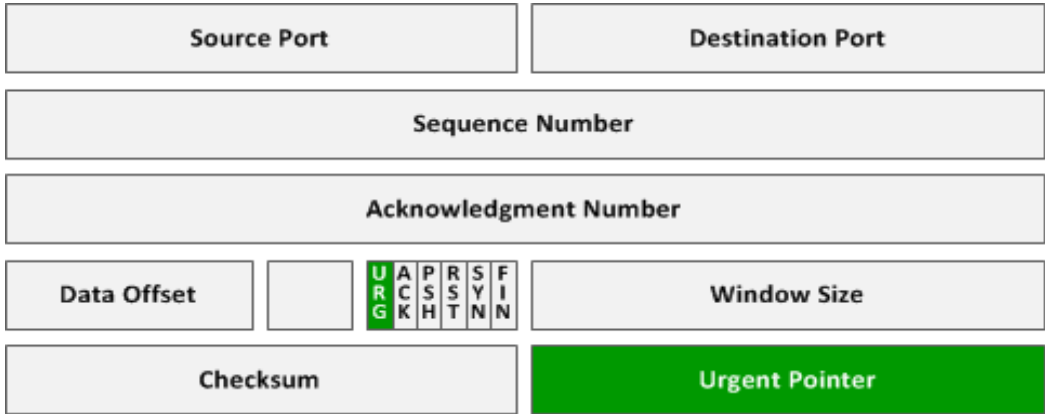 Source Port Destination Port
Sequence Number
Acknowledgment Number
Data Offset URG ACK PSH RST SYN FIN Window Size
Checksum Urgent Pointer